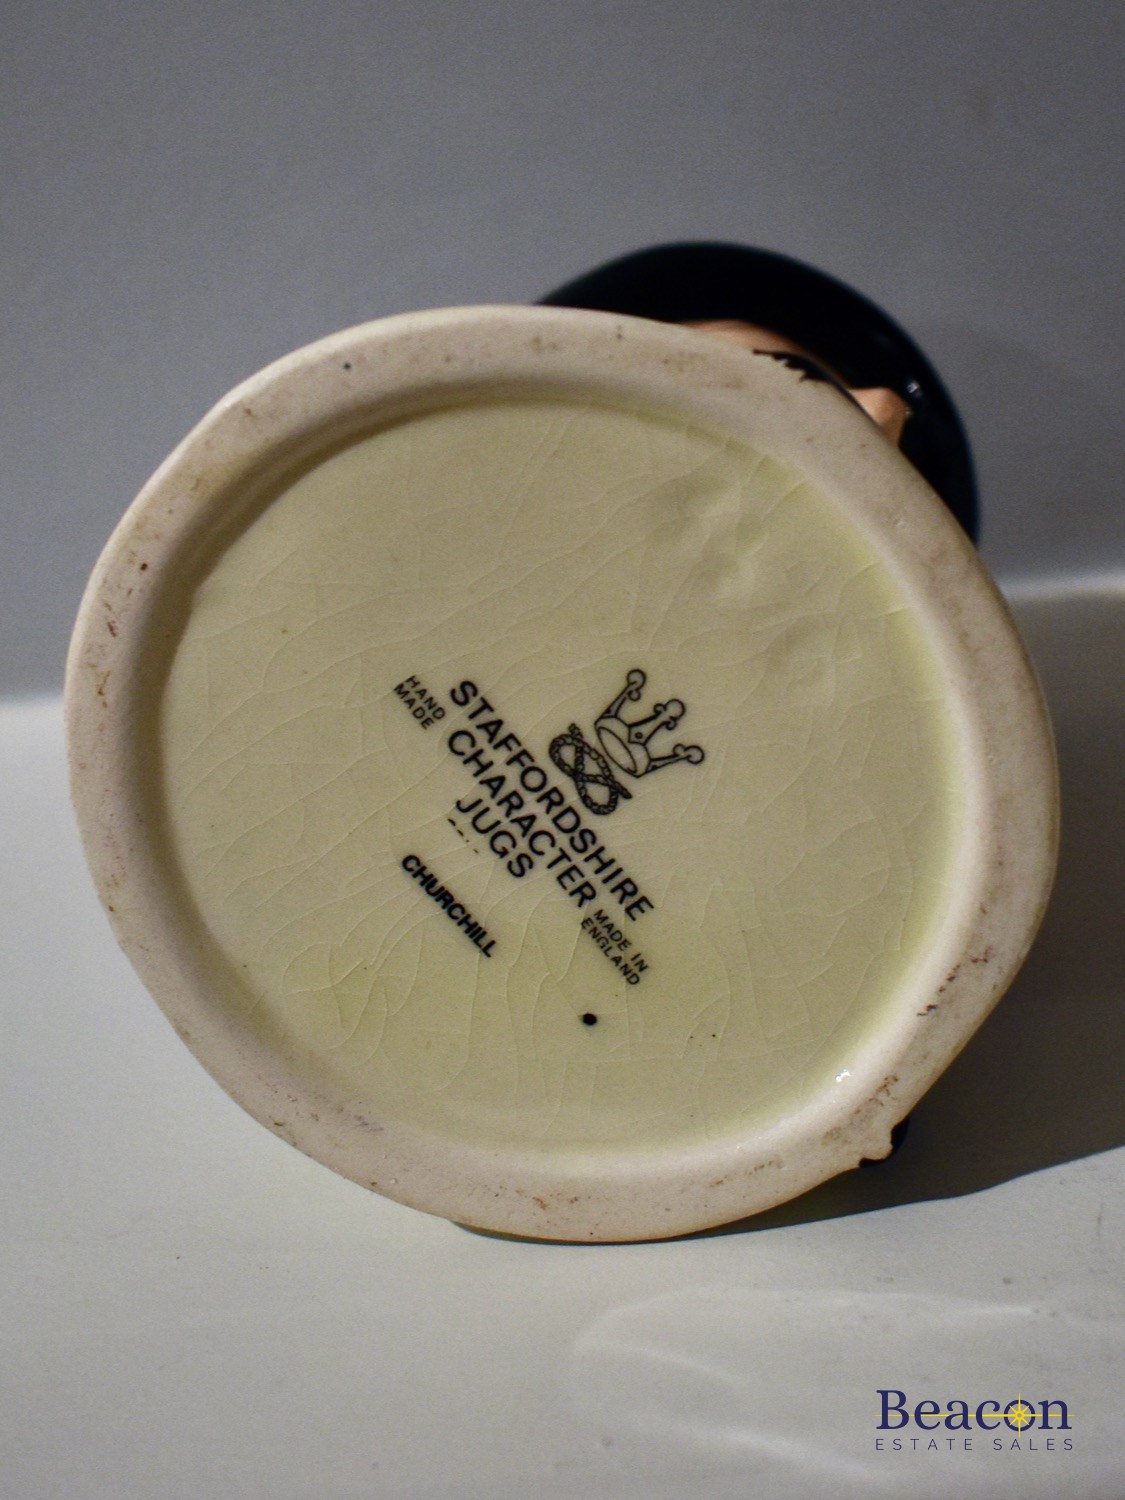 HAND
MADE
STAFFORDSHIRE
CHARACTER
JUGS
MADE IN
ENGLAND
CHURCHILL
Beacon
ESTATE SALES